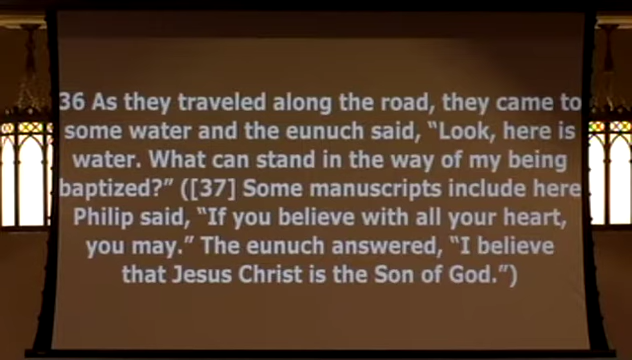 36 As they traveled along the road, they came to
some water and the eunuch said, “Look, here is
water. What can stand in the way of my being
baptized?” ([37] Some manuscripts include here
Philip said, “If you believe with all your heart,
you may.” The eunuch answered, “I believe
that Jesus Christ is the Son of God.”)